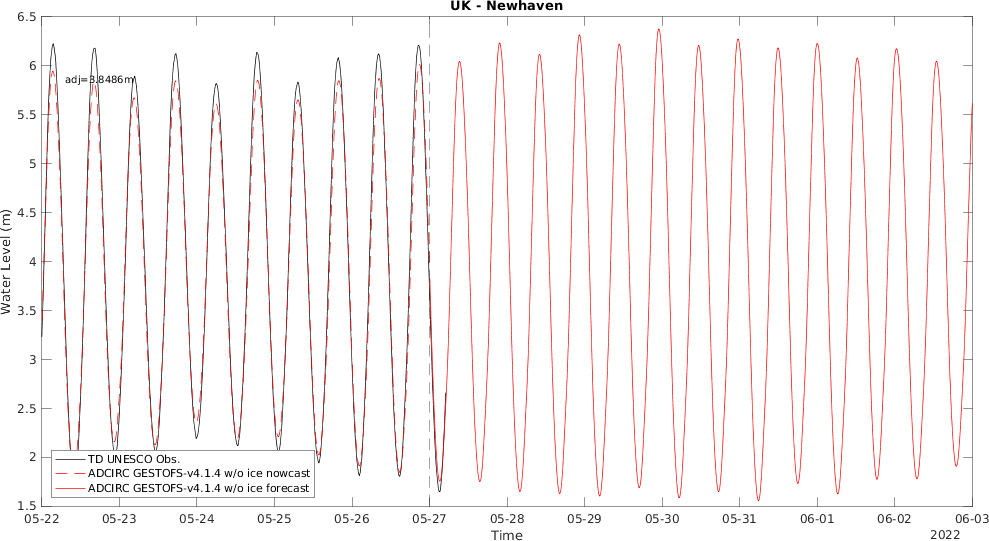 UK - Newhaven
6.5
6
5.5
5
4.5
4
3.5
3
2.5
2
1.5
Water Level (m)
adj=3.8486m
TD UNESCO Obs.
ADCIRC GESTOFS-v4.1.4 w/o ice nowcast
ADCIRC GESTOFS-v4.1.4 w/o ice forecast
05-22 05-23 05-24 05-25 05-26 05-27 05-28 05-29 05-30 05-31 06-01 06-02 06-03
Time
2022